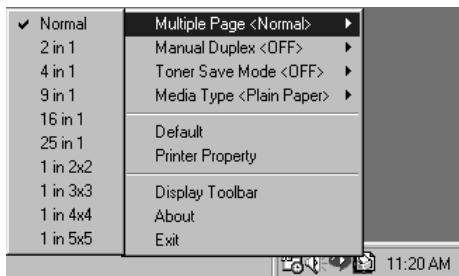 Normal
2 in 1
4 in 1
9 in 1
16 in 1
25 in 1
1 in 2x2
1 in 3x3
1 in 4x4
1 in 5x5
Multiple Page <Normal>
Manual Duplex <OFF>
Toner Save Mode <OFF>
Media Type <Plain Paper>
Default
Printer Property
Display Toolbar
About
Exit
11:20 AM